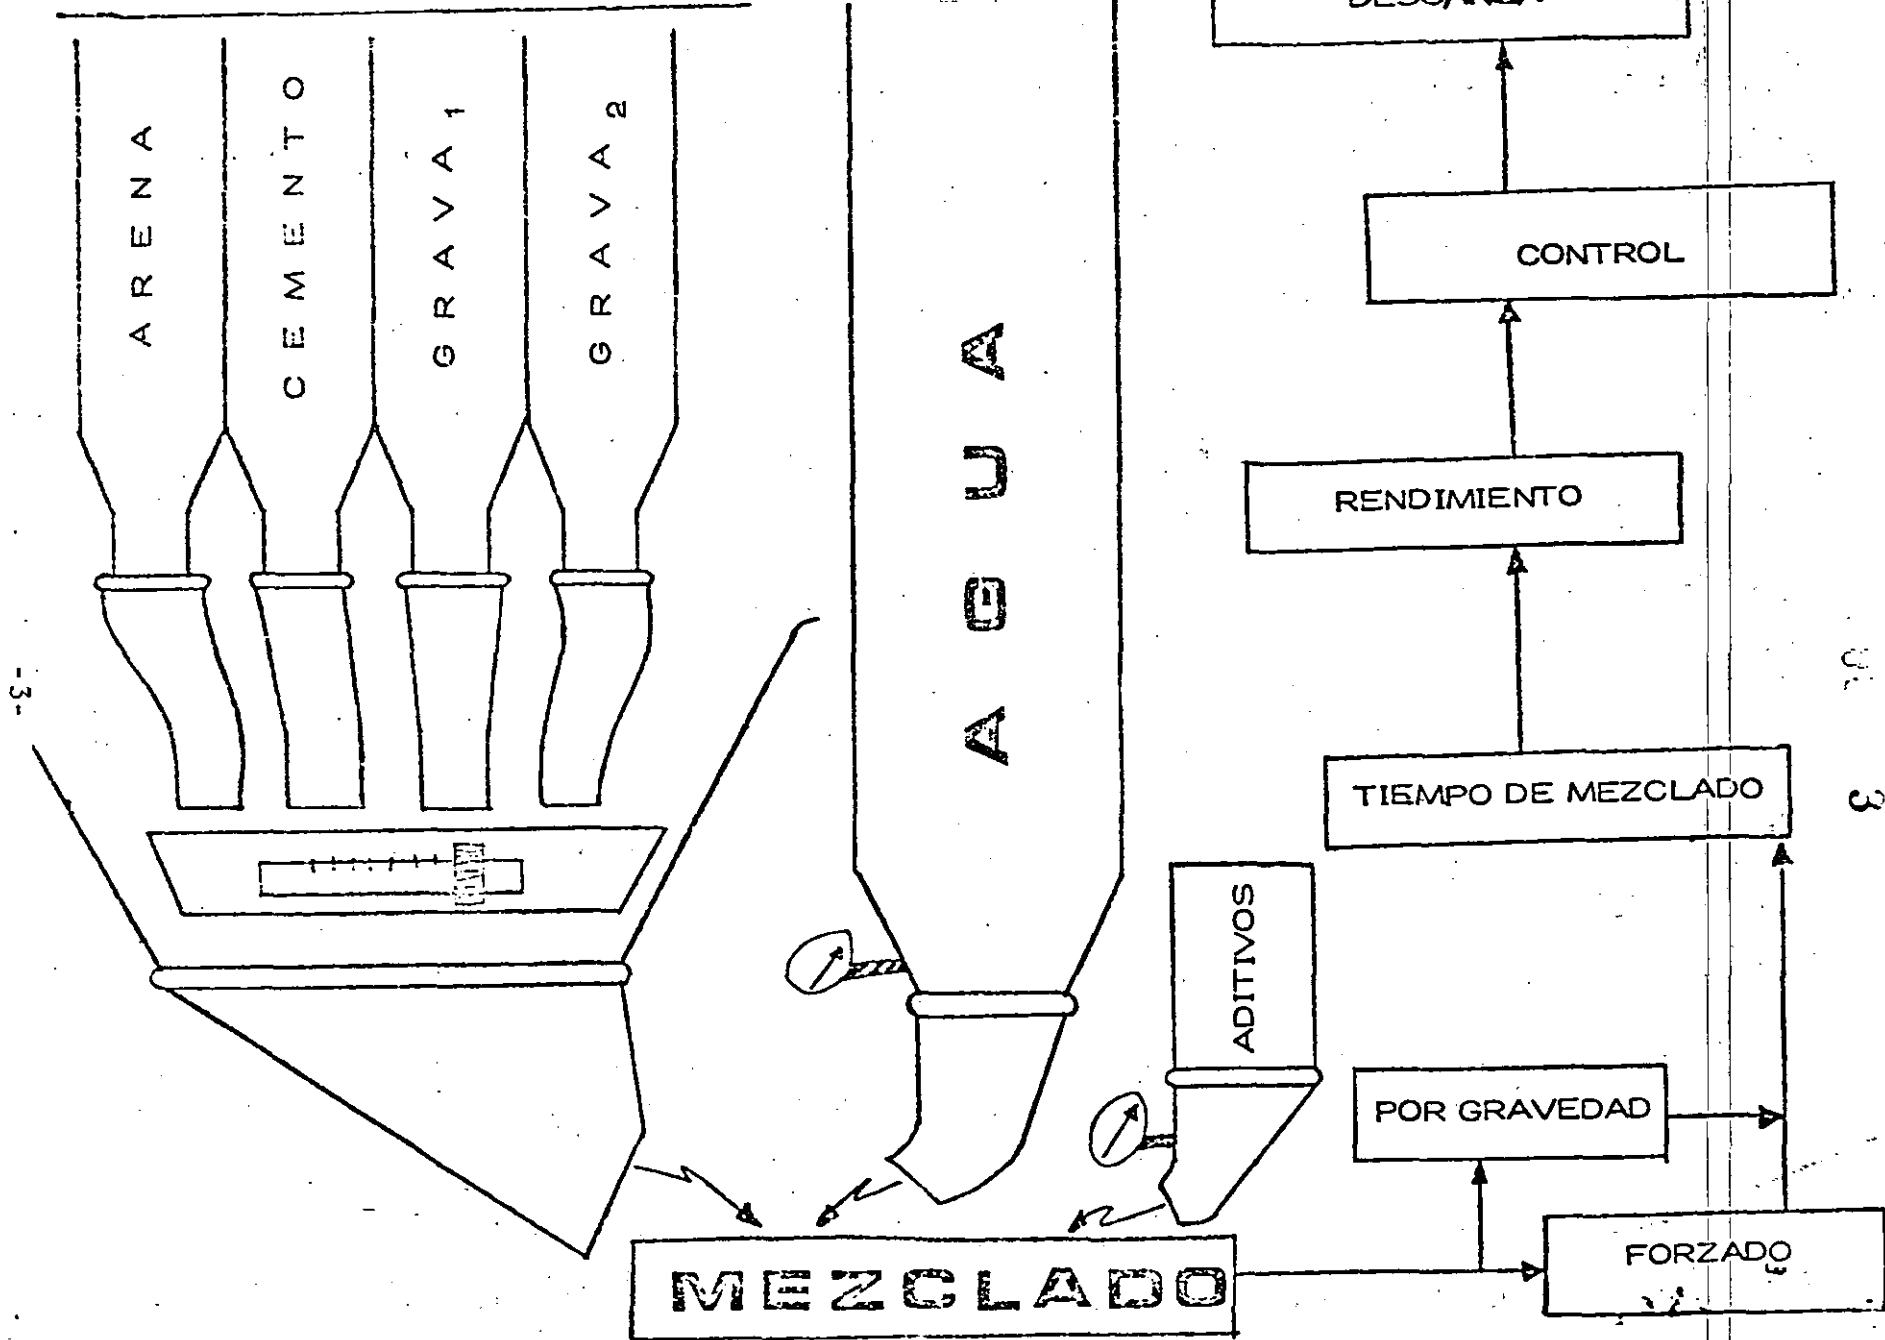 ARENA
CEMENTO
GRAVA 1
GRAVA 2
AGUA
ADITIVOS
MEZCLADO
FORZADO
POR GRAVEDAD
TIEMPO DE MEZCLADO
RENDIMIENTO
CONTROL
-3-
3